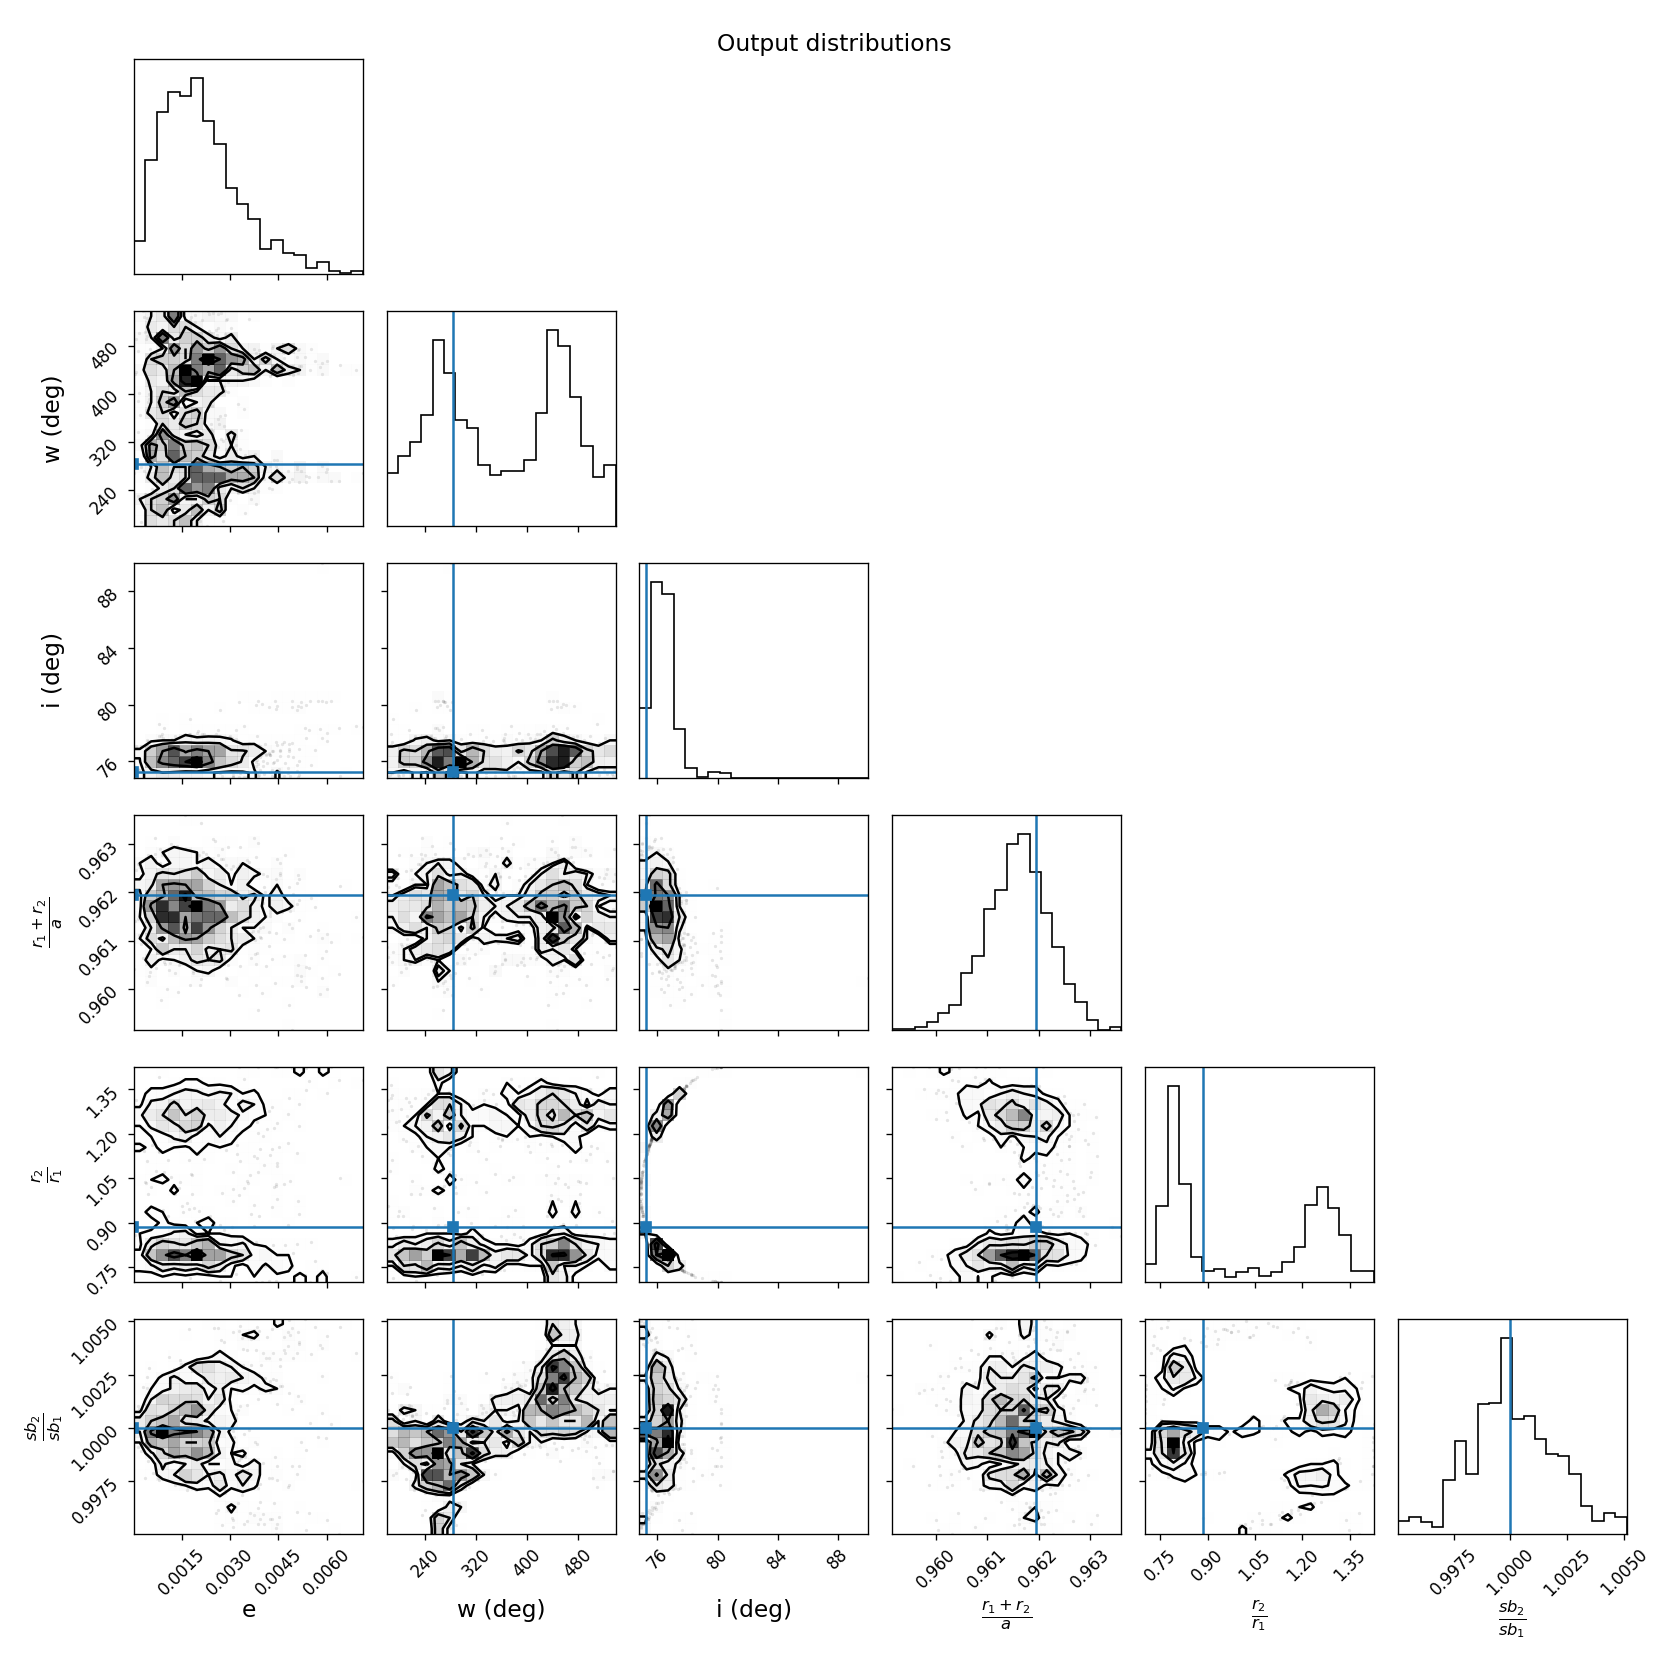 Output distributions
w (deg)
480
400
320
240
i (deg)
88
84
80
76
r₁ + r₂
a
0.963
0.962
0.961
0.960
r₂
r₁
1.35
1.20
1.05
0.90
0.75
sb₂
sb₁
1.0050
1.0025
1.0000
0.9975
0.0015 0.0030 0.0045 0.0060 240 320 400 480 76 80 84 88 0.960 0.961 0.962 0.963 0.75 0.90 1.05 1.20 1.35 0.9975 1.0000 1.0025 1.0050
e w (deg) i (deg)
r₁ + r₂
a
r₂
r₁
sb₂
sb₁